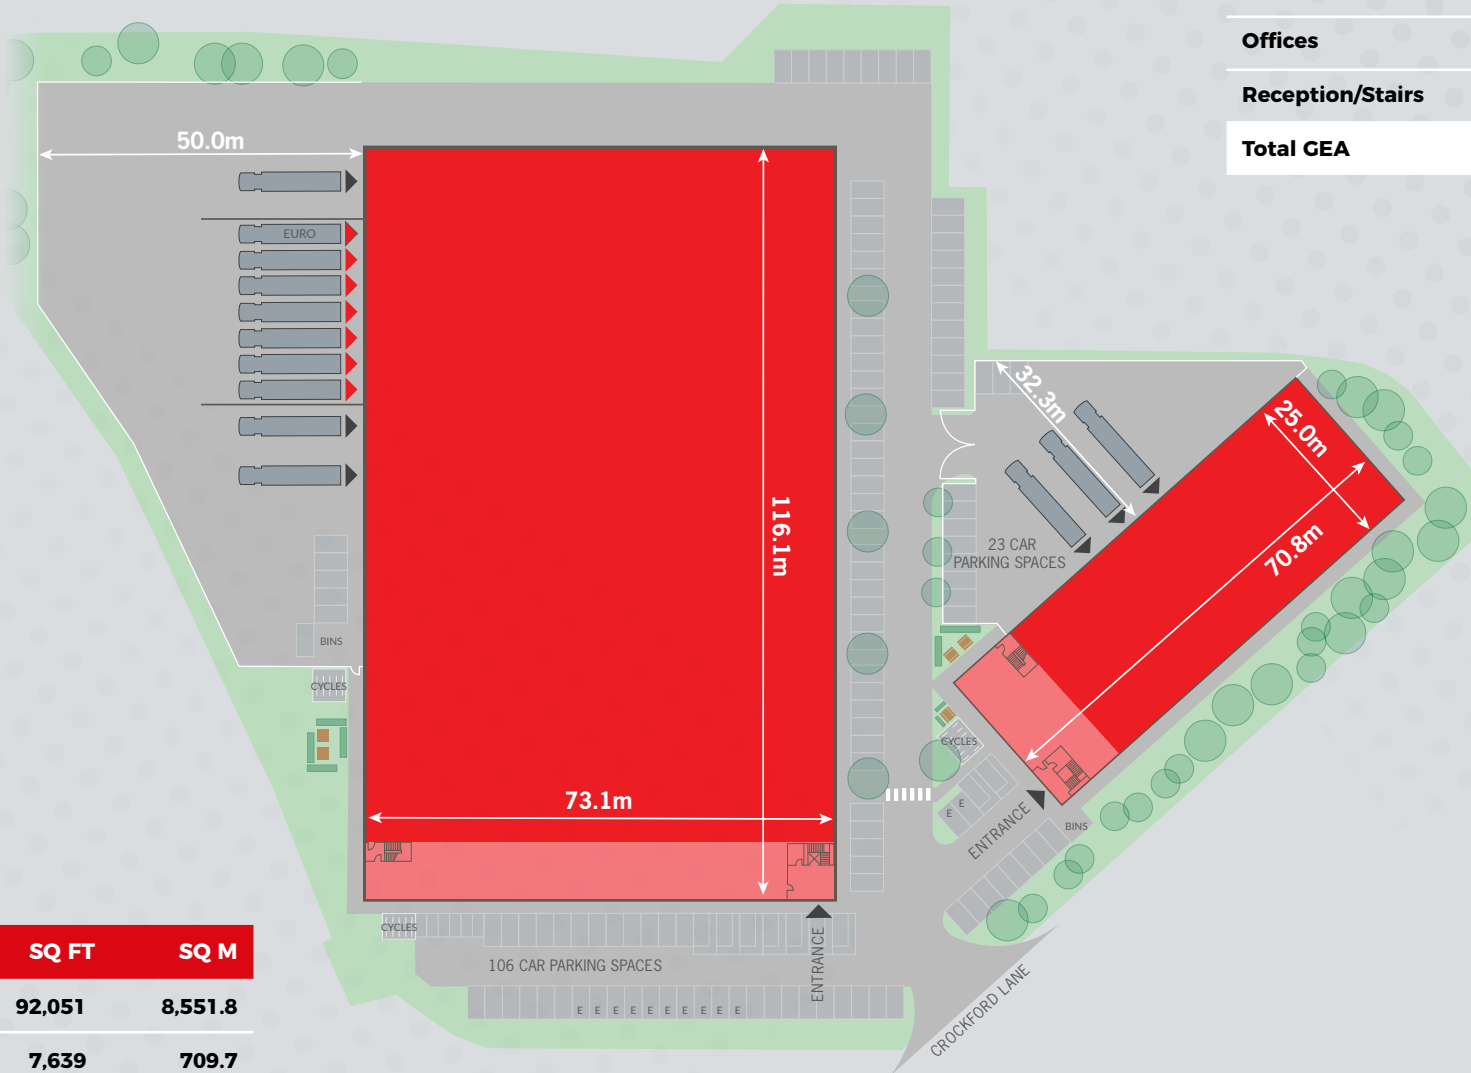 Offices
Reception/Stairs
Total GEA
50.0m
EURO
32.3m
25.0m
116.1m
70.8m
23 CAR
PARKING SPACES
BINS
CYCLES
CYCLES
73.1m
E
E
ENTRANCE
BINS
CYCLES
ENTRANCE
106 CAR PARKING SPACES
E E E E E E E E E E
CROCKFORD LANE
SQ FT SQ M
92,051 8,551.8
7,639 709.7